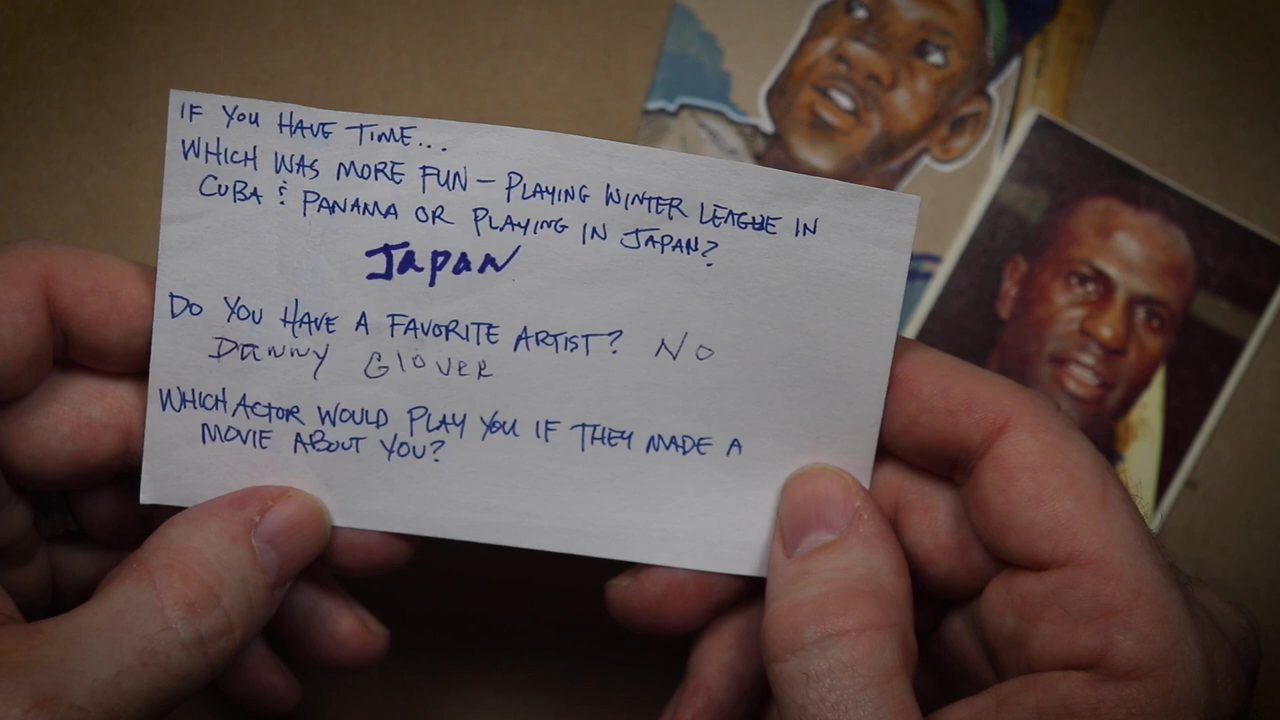 IF YOU HAVE TIME...
WHICH WAS MORE FUN – PLAYING WINTER LEAGUE IN
CUBA & PANAMA OR PLAYING IN JAPAN?
JAPAN
DO YOU HAVE A FAVORITE ARTIST? NO
DANNY GLOVER
WHICH ACTOR WOULD PLAY YOU IF THEY MADE A
MOVIE ABOUT YOU?